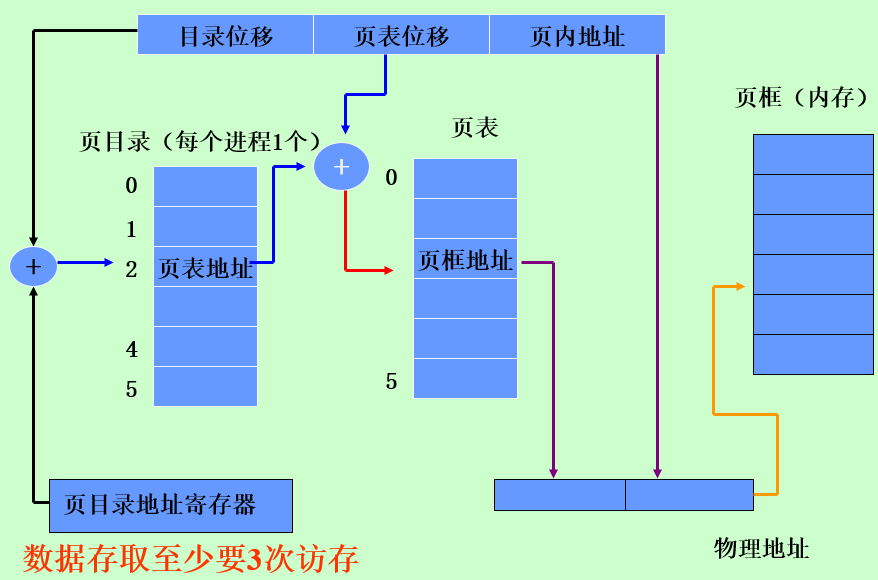 目录位移 页表位移 页内地址
页框（内存）
页目录（每个进程1个）
页表
0
1
2 页表地址
4
5
+
+
0
页框地址
5
页目录地址寄存器
物理地址
数据存取至少要3次访存